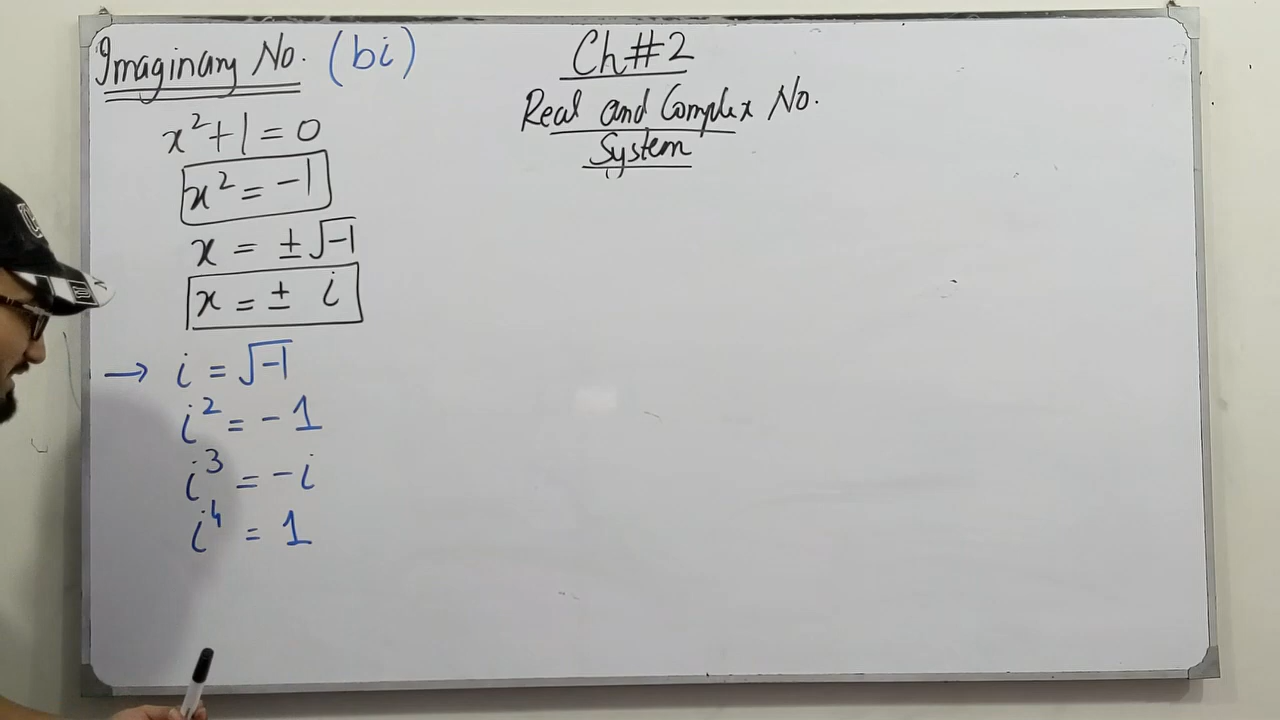 Imaginary No. (bi)
x² + 1 = 0
x² = -1
x = ±√-1
x = ± i
→ i = √-1
i² = -1
i³ = -i
i⁴ = 1
Ch#2
Real and Complex No.
System